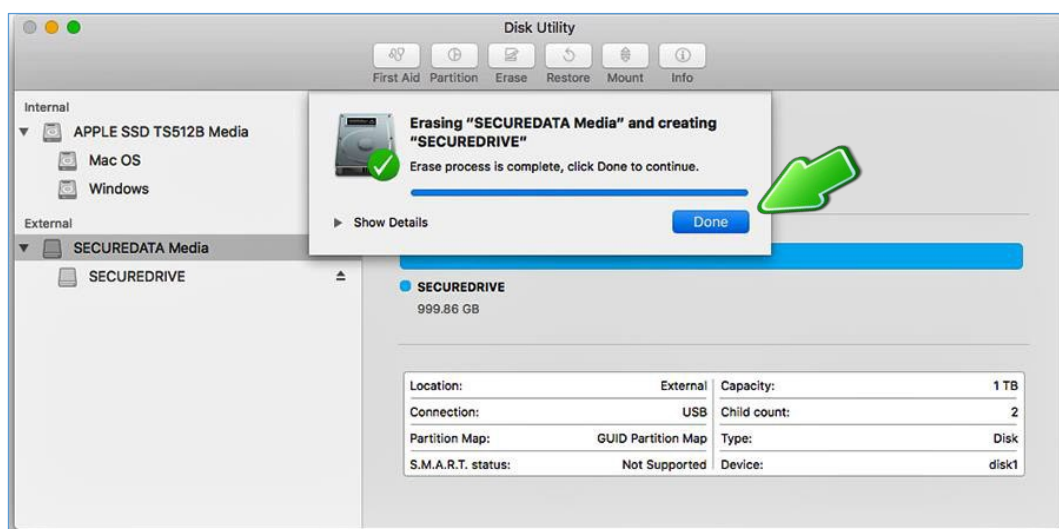 Disk Utility
First Aid Partition Erase Restore Mount Info
Internal
APPLE SSD TS512B Media
Mac OS
Windows
External
SECUREDATA Media
SECUREDRIVE
Erasing “SECUREDATA Media” and creating
“SECUREDRIVE”
Erase process is complete, click Done to continue.
Show Details
Done
SECUREDRIVE
999.86 GB
Location: External Capacity: 1 TB
Connection: USB Child count: 2
Partition Map: GUID Partition Map Type: Disk
S.M.A.R.T. status: Not Supported Device: disk1